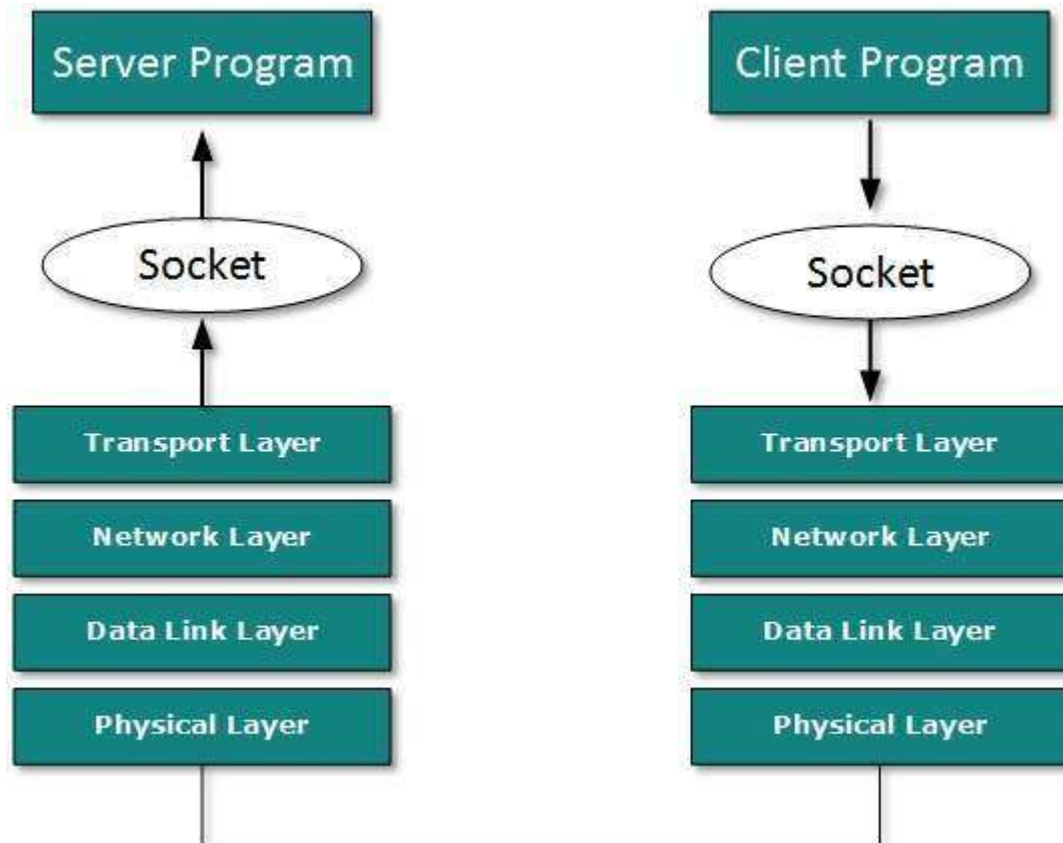 Server Program
Client Program
Socket
Socket
Transport Layer
Transport Layer
Network Layer
Network Layer
Data Link Layer
Data Link Layer
Physical Layer
Physical Layer